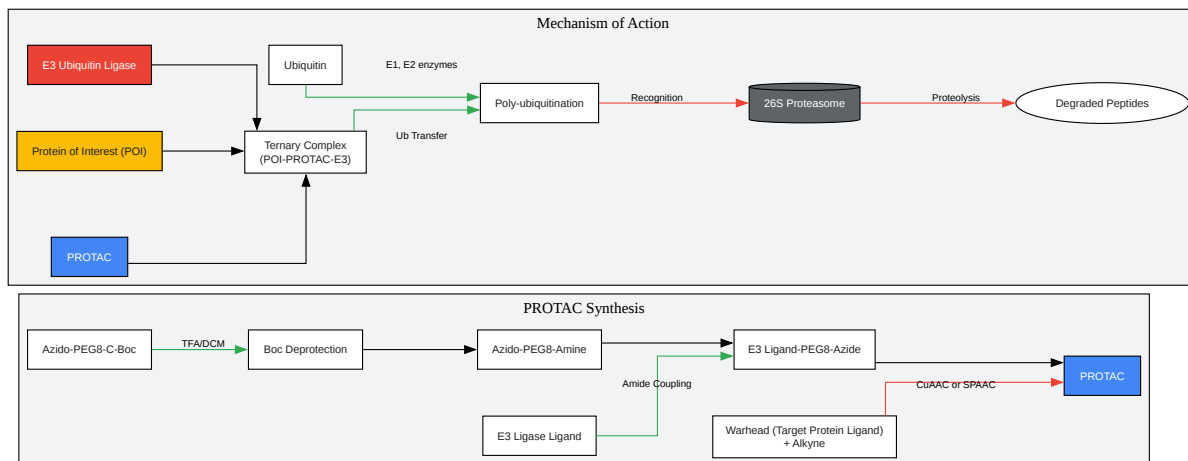 Mechanism of Action
E3 Ubiquitin Ligase
Ubiquitin
E1, E2 enzymes
Poly-ubiquitination
Recognition
26S Proteasome
Proteolysis
Degraded Peptides
Ub Transfer
Protein of Interest (POI)
Ternary Complex
(POI-PROTAC-E3)
PROTAC
PROTAC Synthesis
Azido-PEG8-C-Boc
TFA/DCM
Boc Deprotection
Azido-PEG8-Amine
E3 Ligand-PEG8-Azide
PROTAC
Amide Coupling
CuAAC or SPAAC
E3 Ligase Ligand
Warhead (Target Protein Ligand)
+ Alkyne